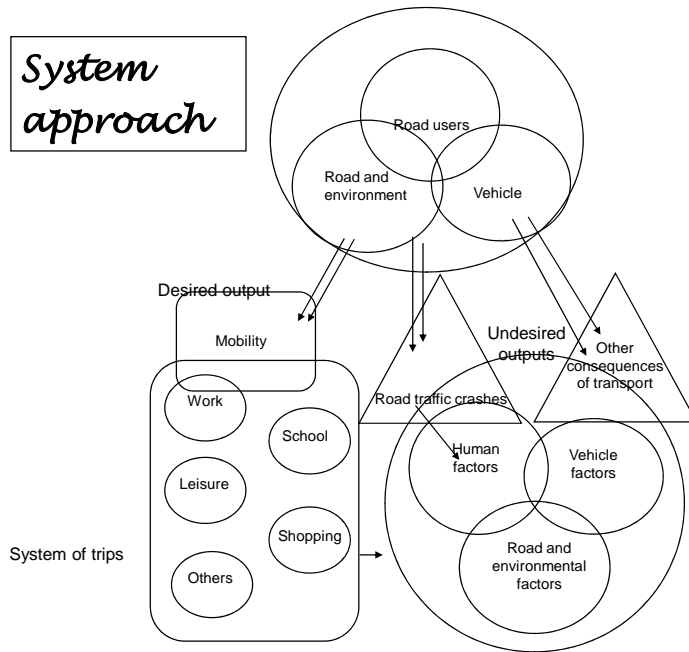 System
approach
Road users
Road and
environment
Vehicle
Desired output
Mobility
Undesired
outputs
Other
consequences
of transport
Road traffic crashes
Work
School
Leisure
Shopping
Others
System of trips
Human
factors
Vehicle
factors
Road and
environmental
factors